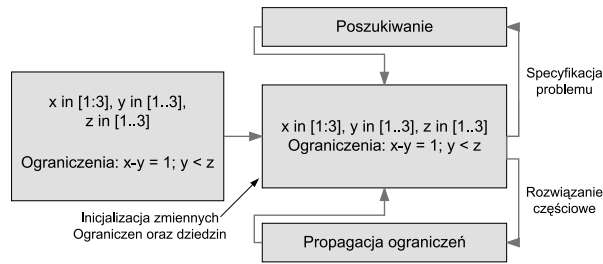 Poszukiwanie
Specyfikacja
problemu
x in [1:3], y in [1..3],
z in [1..3]
Ograniczenia: x-y = 1; y < z
x in [1:3], y in [1..3], z in [1..3]
Ograniczenia: x-y = 1; y < z
Rozwiązanie
częściowe
Inicjalizacja zmiennych
Ograniczen oraz dziedzin
Propagacja ograniczeń